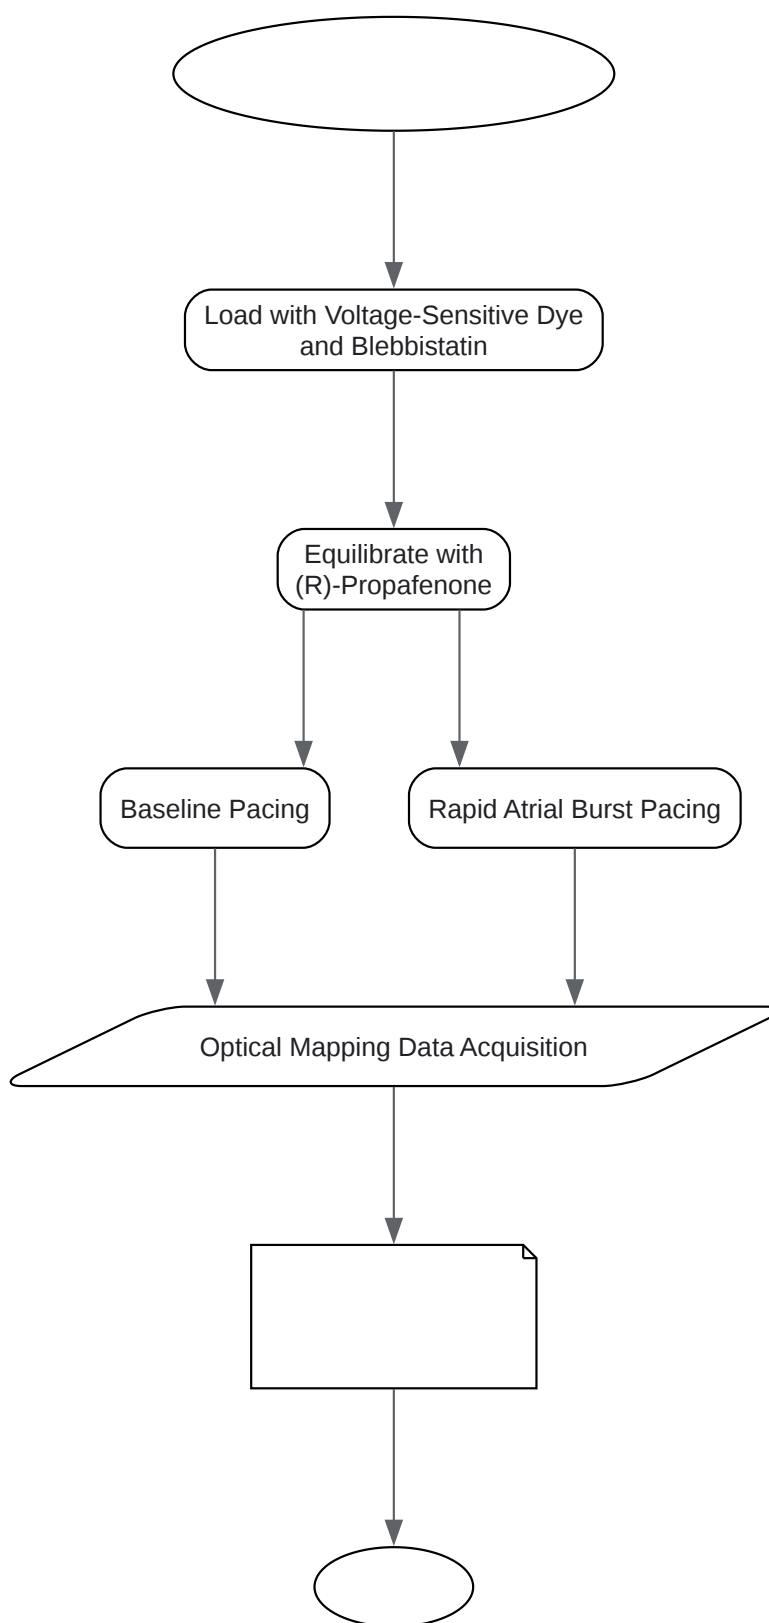 Load with Voltage-Sensitive Dye
and Blebbistatin
Equilibrate with
(R)-Propafenone
Baseline Pacing
Rapid Atrial Burst Pacing
Optical Mapping Data Acquisition